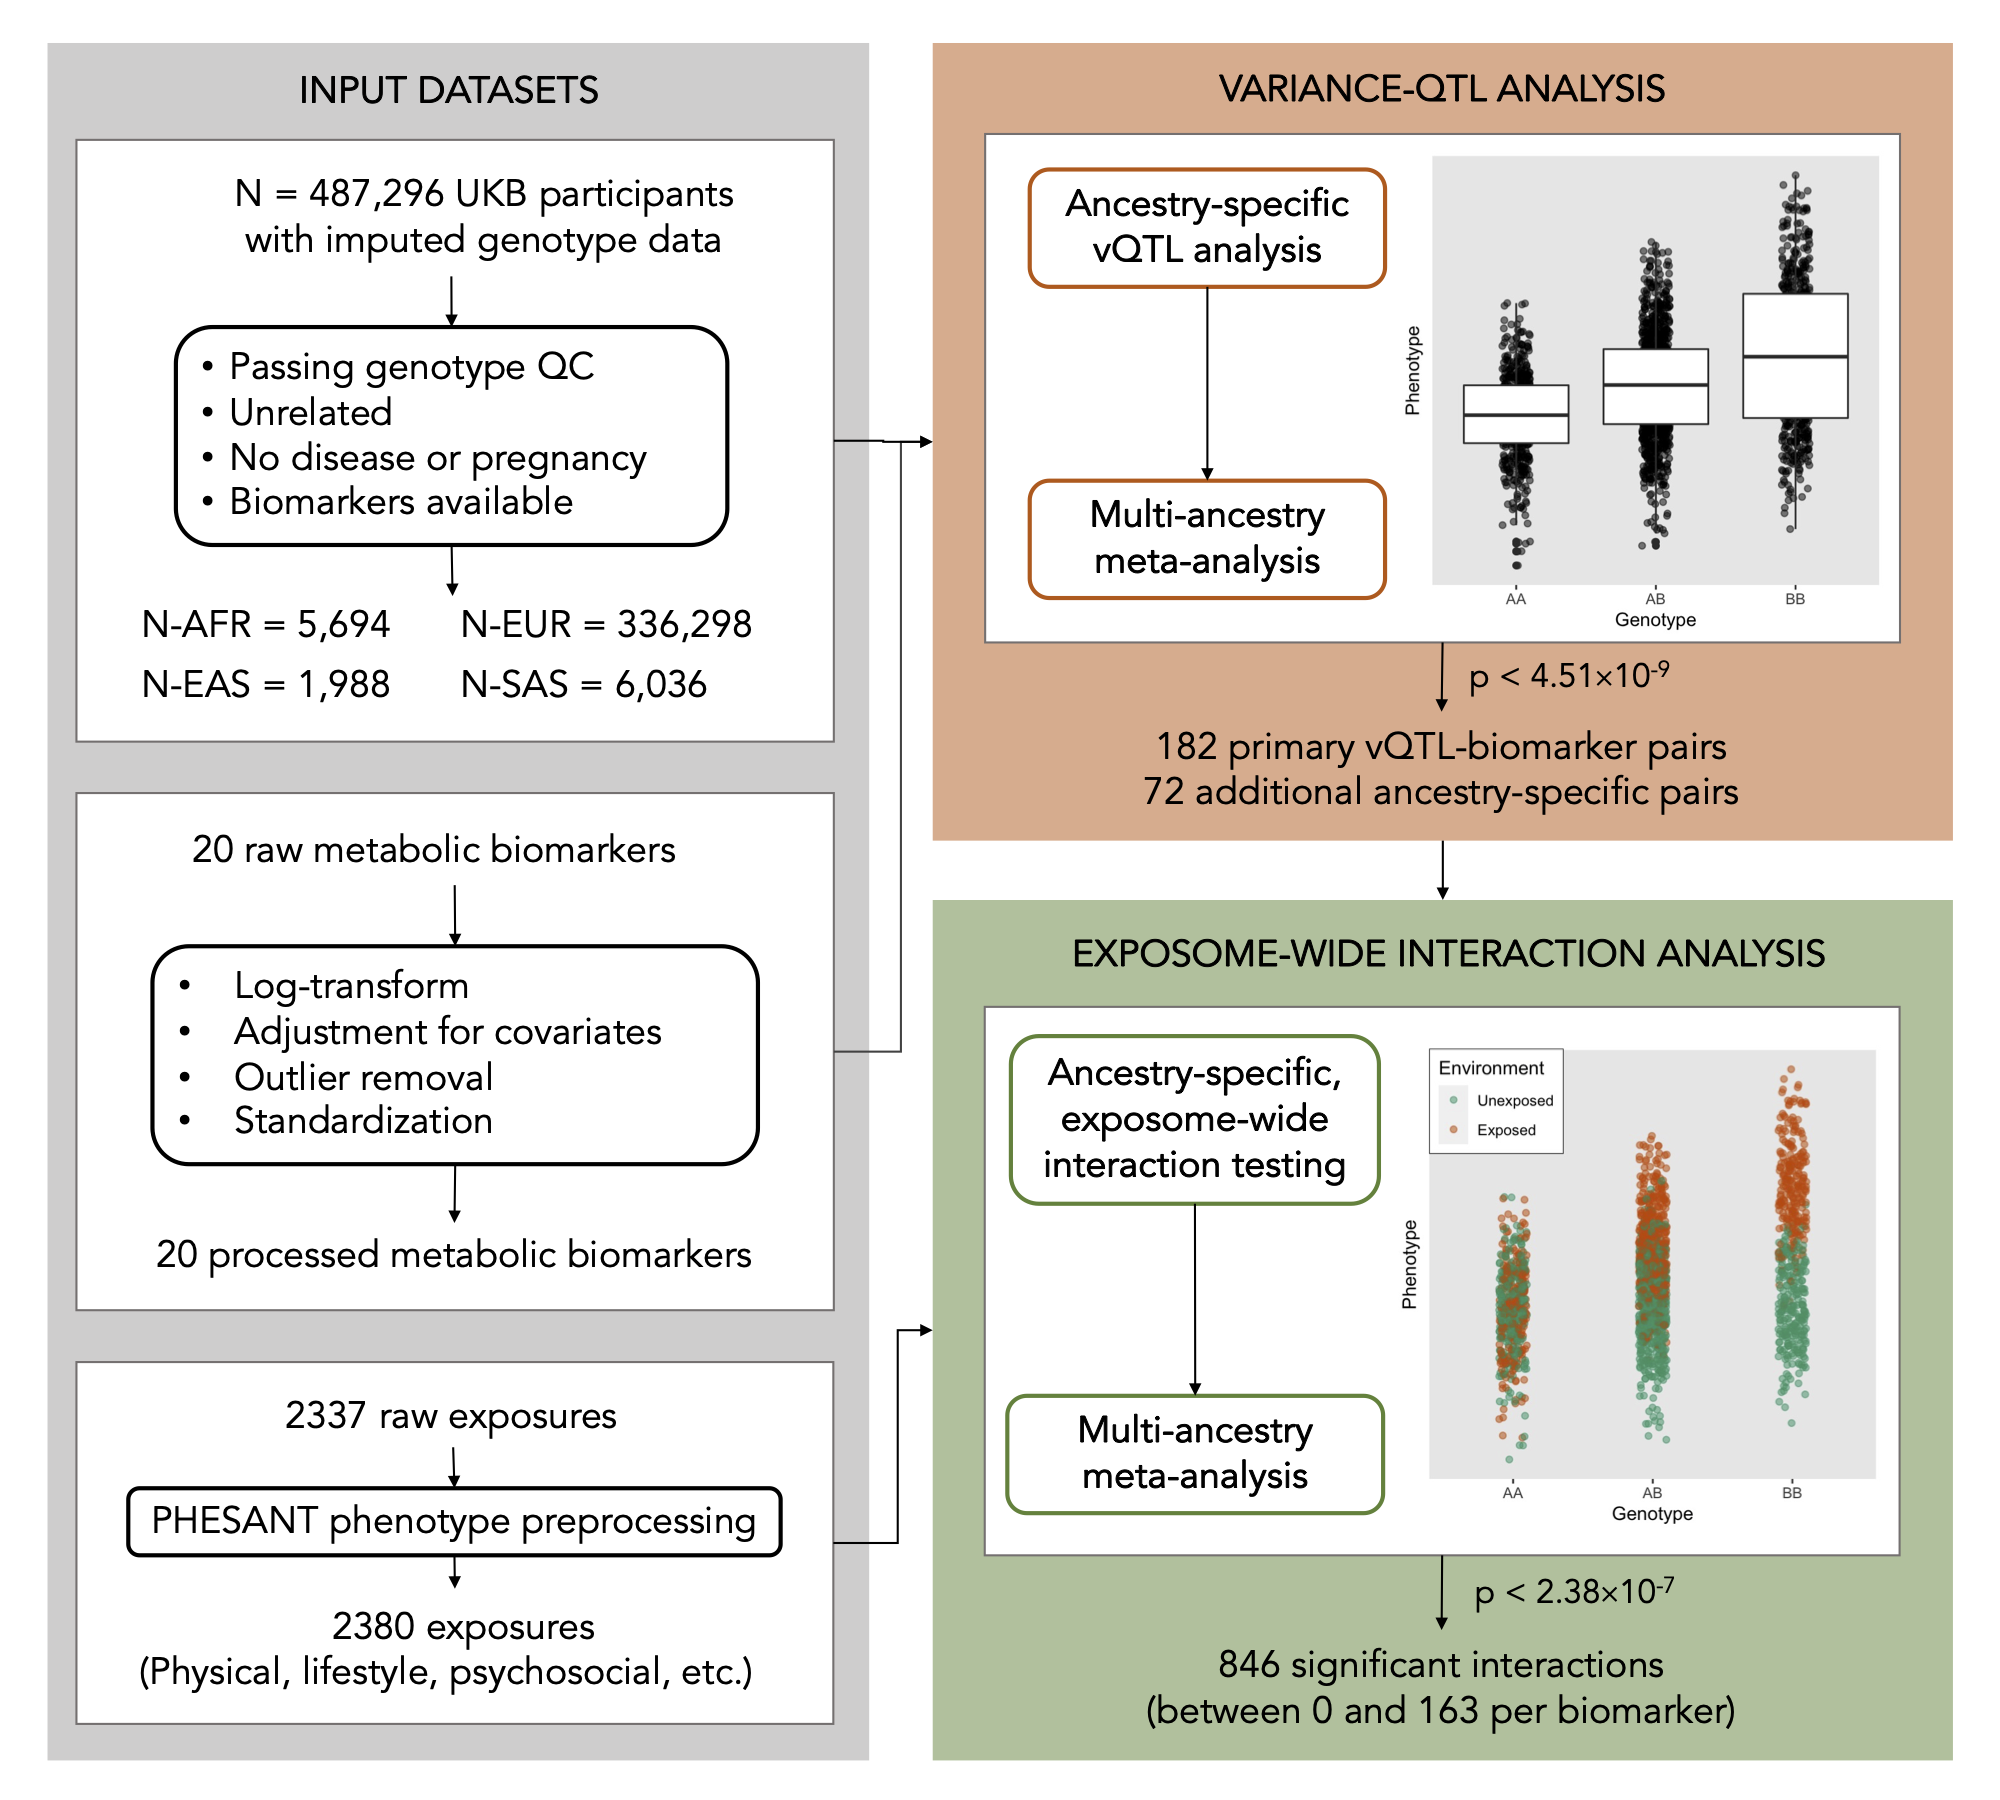 INPUT DATASETS
N = 487,296 UKB participants
with imputed genotype data
• Passing genotype QC
• Unrelated
• No disease or pregnancy
• Biomarkers available
N-AFR = 5,694 N-EUR = 336,298
N-EAS = 1,988 N-SAS = 6,036
20 raw metabolic biomarkers
• Log-transform
• Adjustment for covariates
• Outlier removal
• Standardization
20 processed metabolic biomarkers
2337 raw exposures
PHESANT phenotype preprocessing
2380 exposures
(Physical, lifestyle, psychosocial, etc.)
VARIANCE-QTL ANALYSIS
Ancestry-specific
vQTL analysis
Multi-ancestry
meta-analysis
Phenotype
AA AB BB
Genotype
p < 4.51×10⁻⁹
182 primary vQTL-biomarker pairs
72 additional ancestry-specific pairs
EXPOSOME-WIDE INTERACTION ANALYSIS
Ancestry-specific,
exposome-wide
interaction testing
Multi-ancestry
meta-analysis
Environment
Unexposed
Exposed
Phenotype
AA AB BB
Genotype
p < 2.38×10⁻⁷
846 significant interactions
(between 0 and 163 per biomarker)